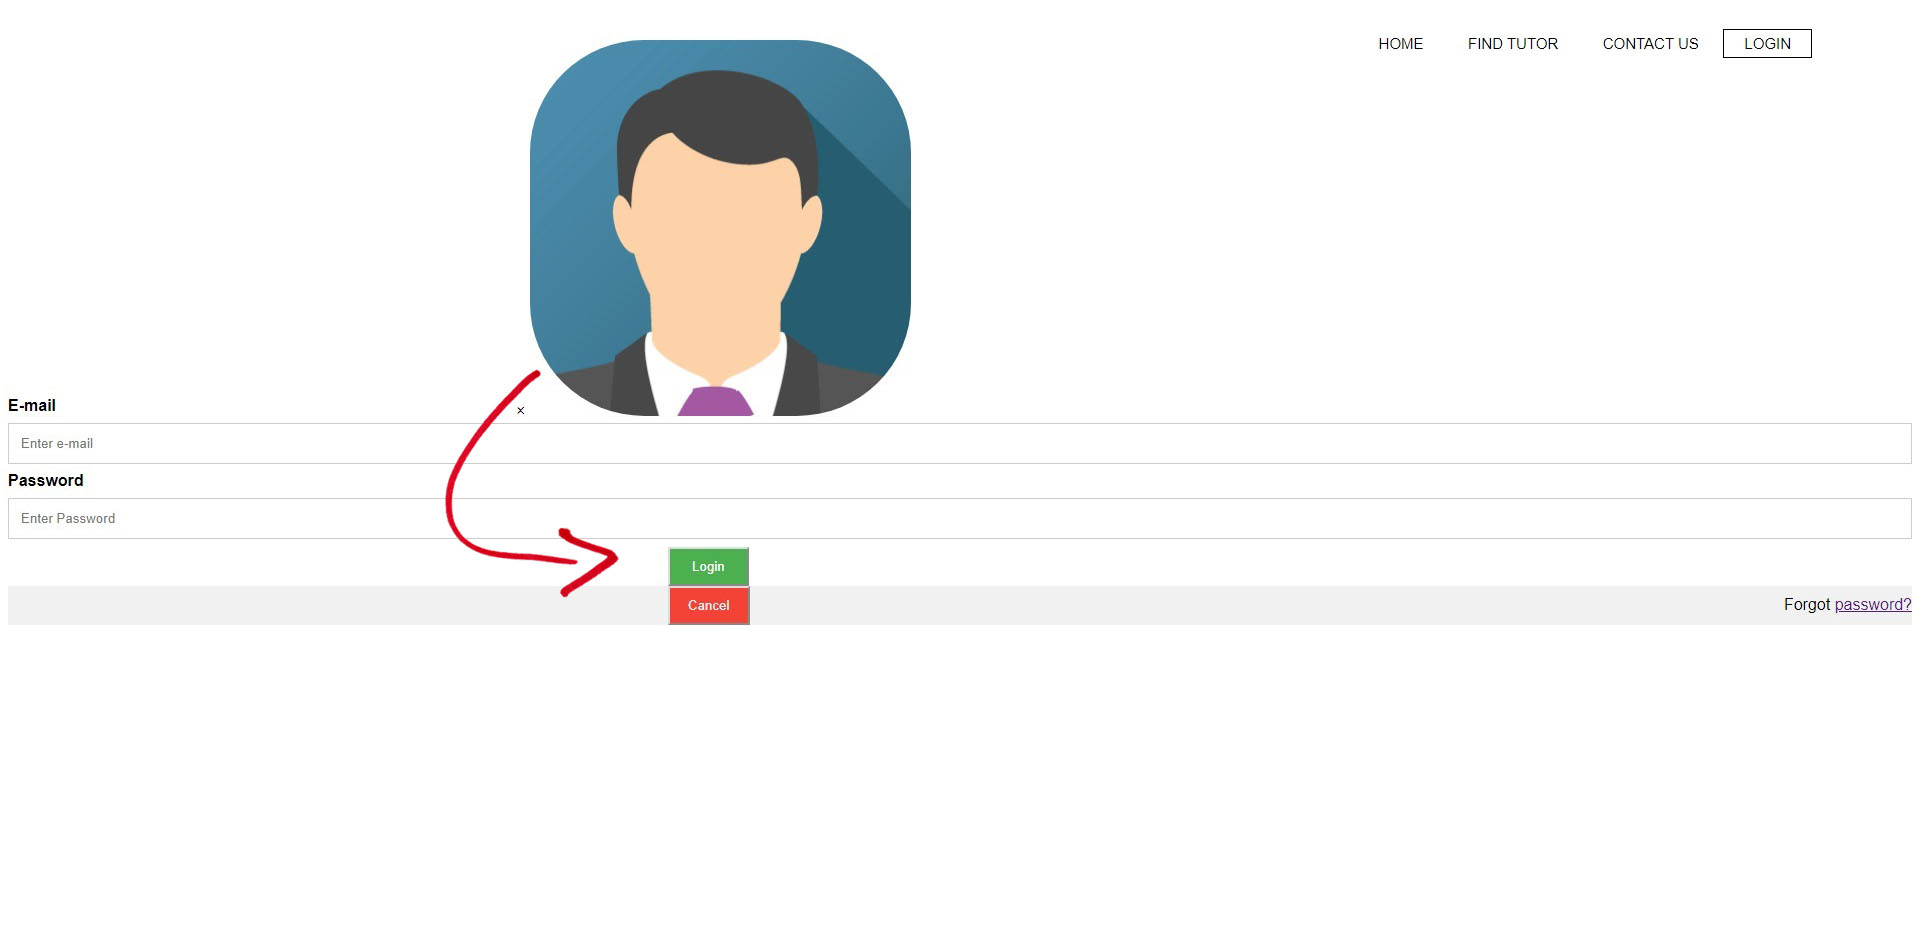 HOME FIND TUTOR CONTACT US LOGIN
E-mail
×
Enter e-mail
Password
Enter Password
Login
Cancel
Forgot password?